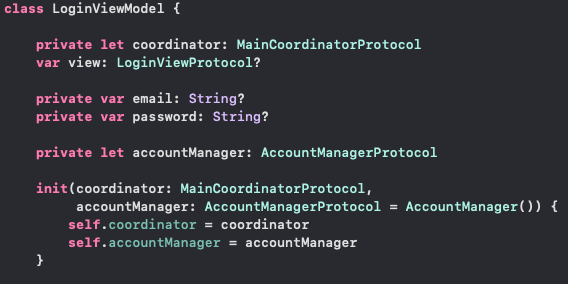 class LoginViewModel {
private let coordinator: MainCoordinatorProtocol
var view: LoginViewProtocol?
private var email: String?
private var password: String?
private let accountManager: AccountManagerProtocol
init(coordinator: MainCoordinatorProtocol,
accountManager: AccountManagerProtocol = AccountManager()) {
self.coordinator = coordinator
self.accountManager = accountManager
}